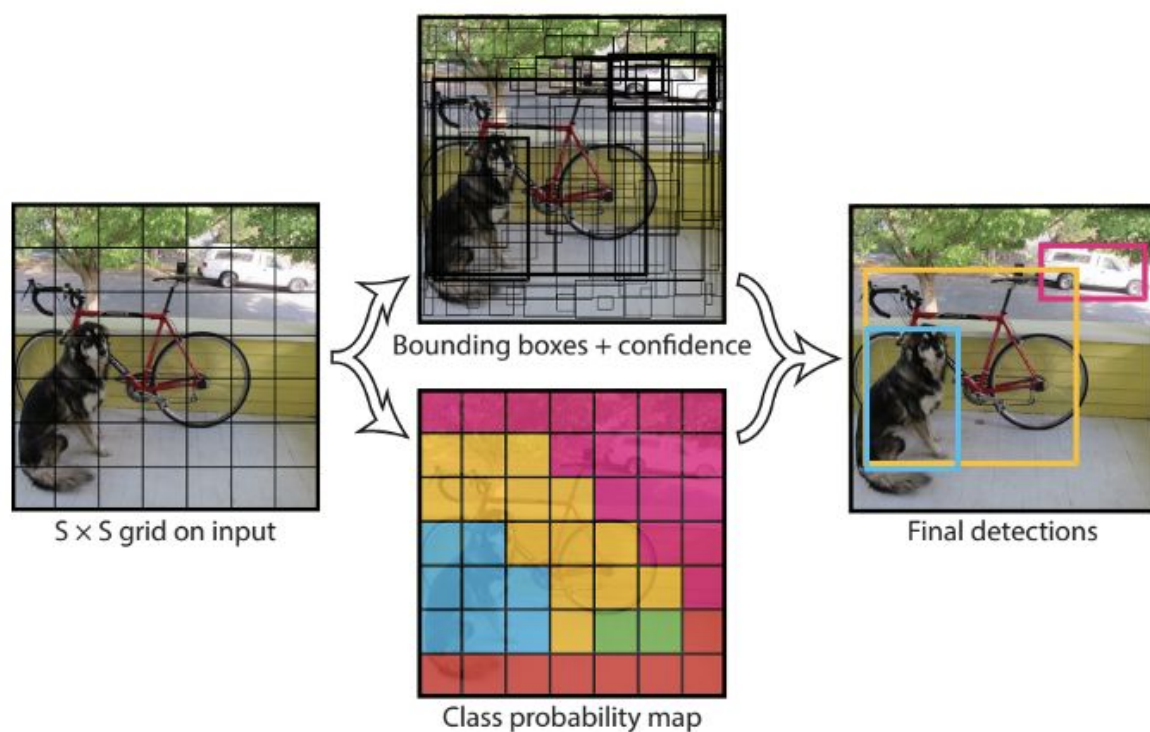 Bounding boxes + confidence
S × S grid on input
Final detections
Class probability map